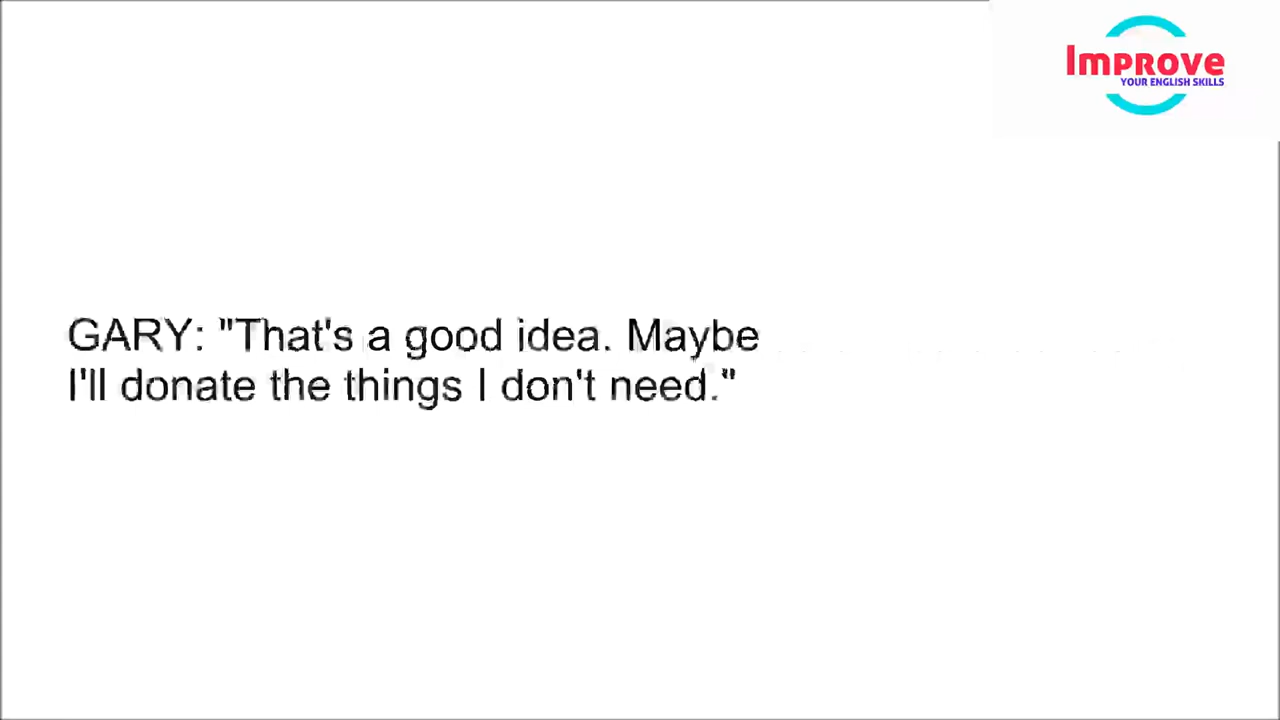 Improve
YOUR ENGLISH SKILLS
GARY: "That's a good idea. Maybe
I'll donate the things I don't need."